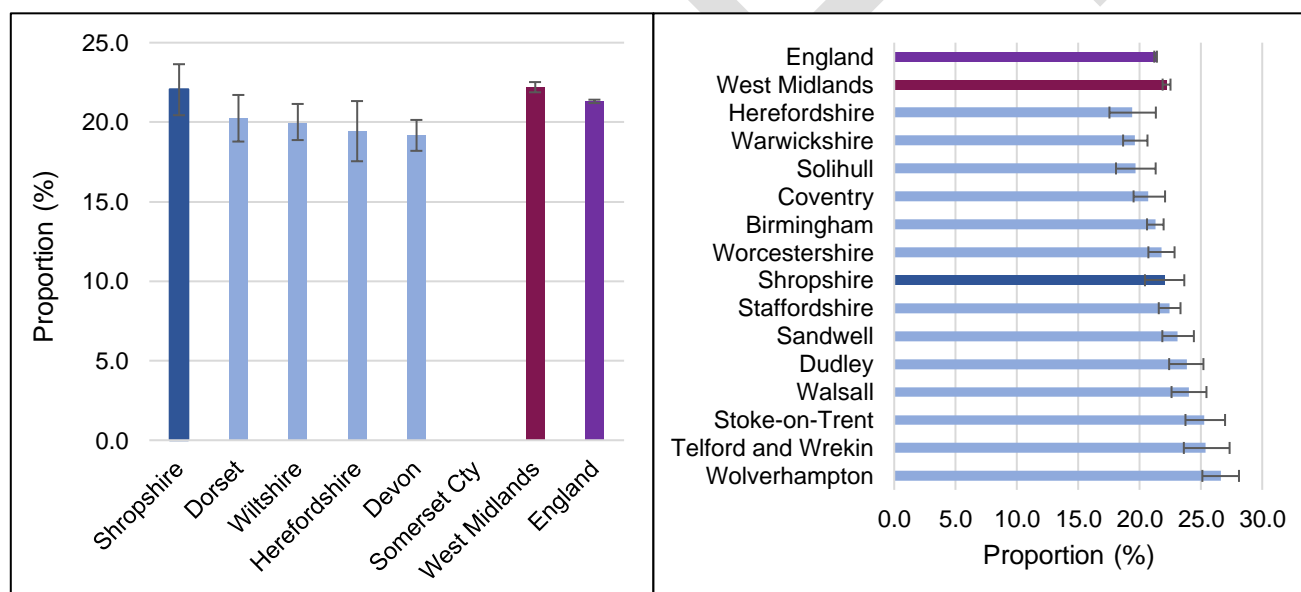 25.0
20.0
15.0
10.0
5.0
0.0
Proportion (%)
Shropshire
Dorset
Wiltshire
Herefordshire
Devon
Somerset Cty
West Midlands
England
England
West Midlands
Herefordshire
Warwickshire
Solihull
Coventry
Birmingham
Worcestershire
Shropshire
Staffordshire
Sandwell
Dudley
Walsall
Stoke-on-Trent
Telford and Wrekin
Wolverhampton
0.0 5.0 10.0 15.0 20.0 25.0 30.0
Proportion (%)